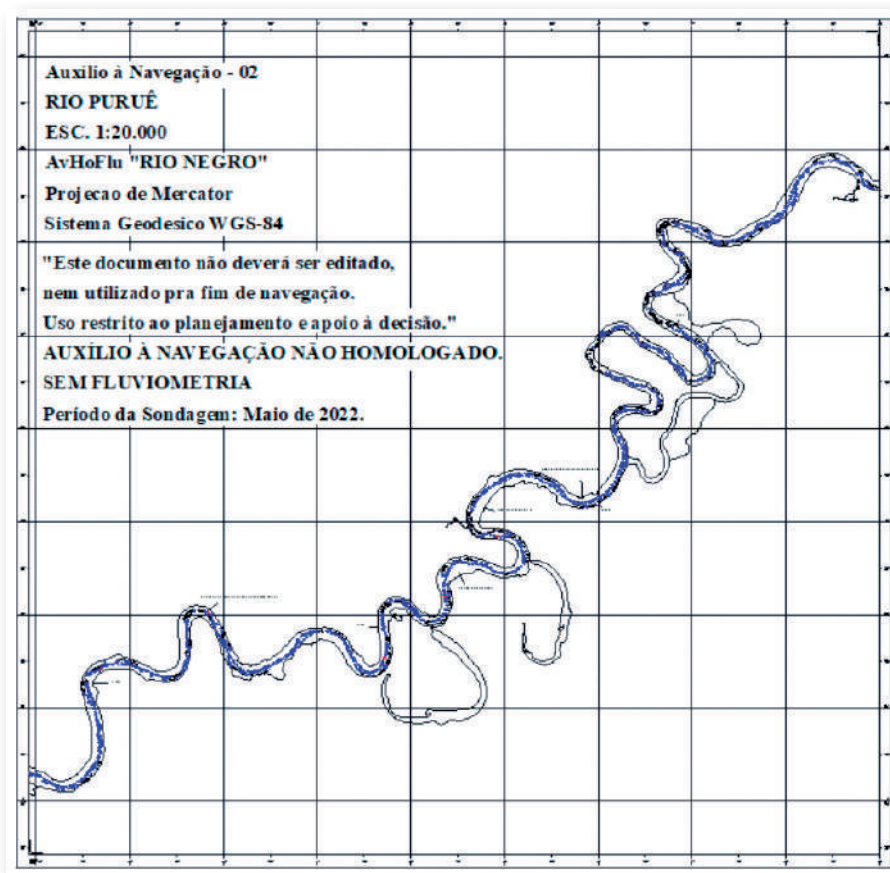 Auxilio à Navegação - 02
RIO PURUÊ
ESC. 1:20.000
AvHoFlu "RIO NEGRO"
Projecao de Mercator
Sistema Geodesico WGS-84
"Este documento não deverá ser editado,
nem utilizado pra fim de navegação.
Uso restrito ao planejamento e apoio à decisão."
AUXÍLIO À NAVEGAÇÃO NÃO HOMOLOGADO.
SEM FLUVIOMETRIA
Período da Sondagem: Maio de 2022.